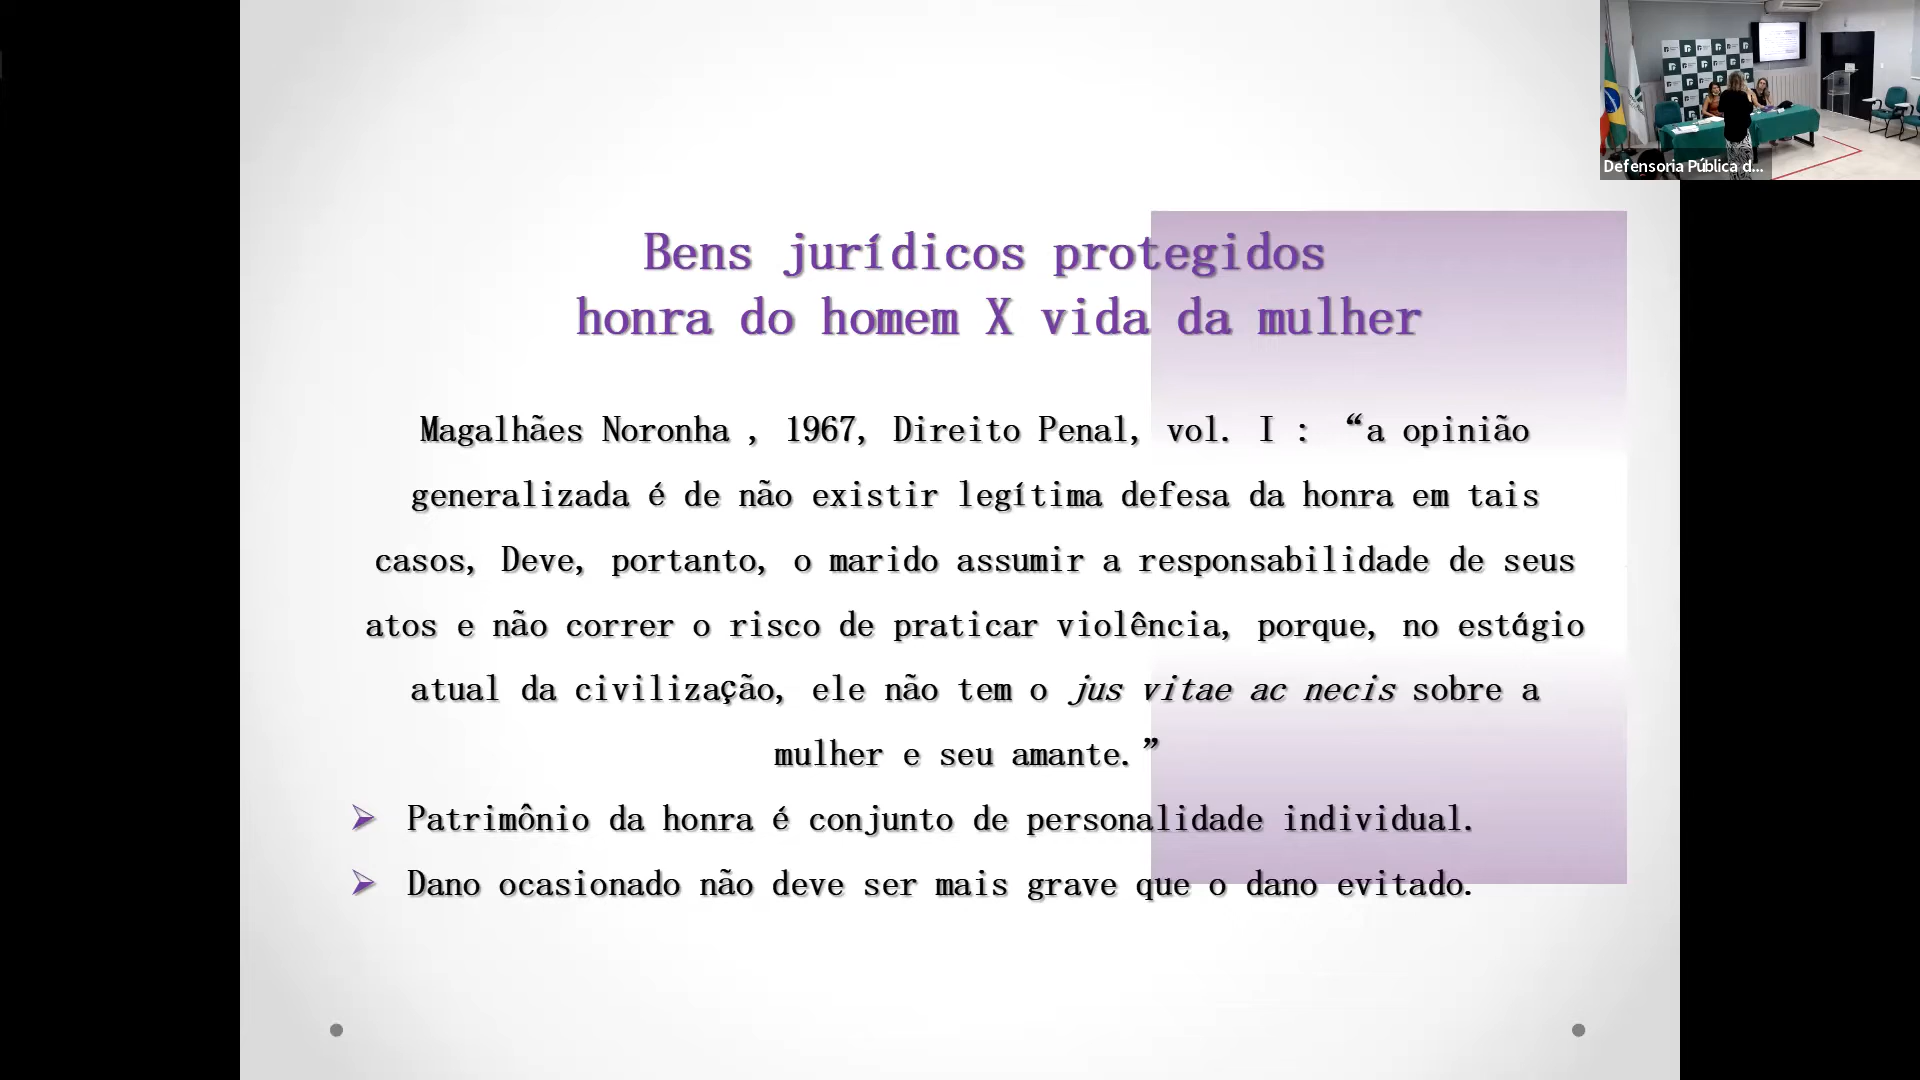 Defensoria Pública d...
Bens jurídicos protegidos
honra do homem X vida da mulher
Magalhães Noronha , 1967, Direito Penal, vol. I : “a opinião
generalizada é de não existir legítima defesa da honra em tais
casos, Deve, portanto, o marido assumir a responsabilidade de seus
atos e não correr o risco de praticar violência, porque, no estágio
atual da civilização, ele não tem o jus vitae ac necis sobre a
mulher e seu amante.”
➢ Patrimônio da honra é conjunto de personalidade individual.
➢ Dano ocasionado não deve ser mais grave que o dano evitado.